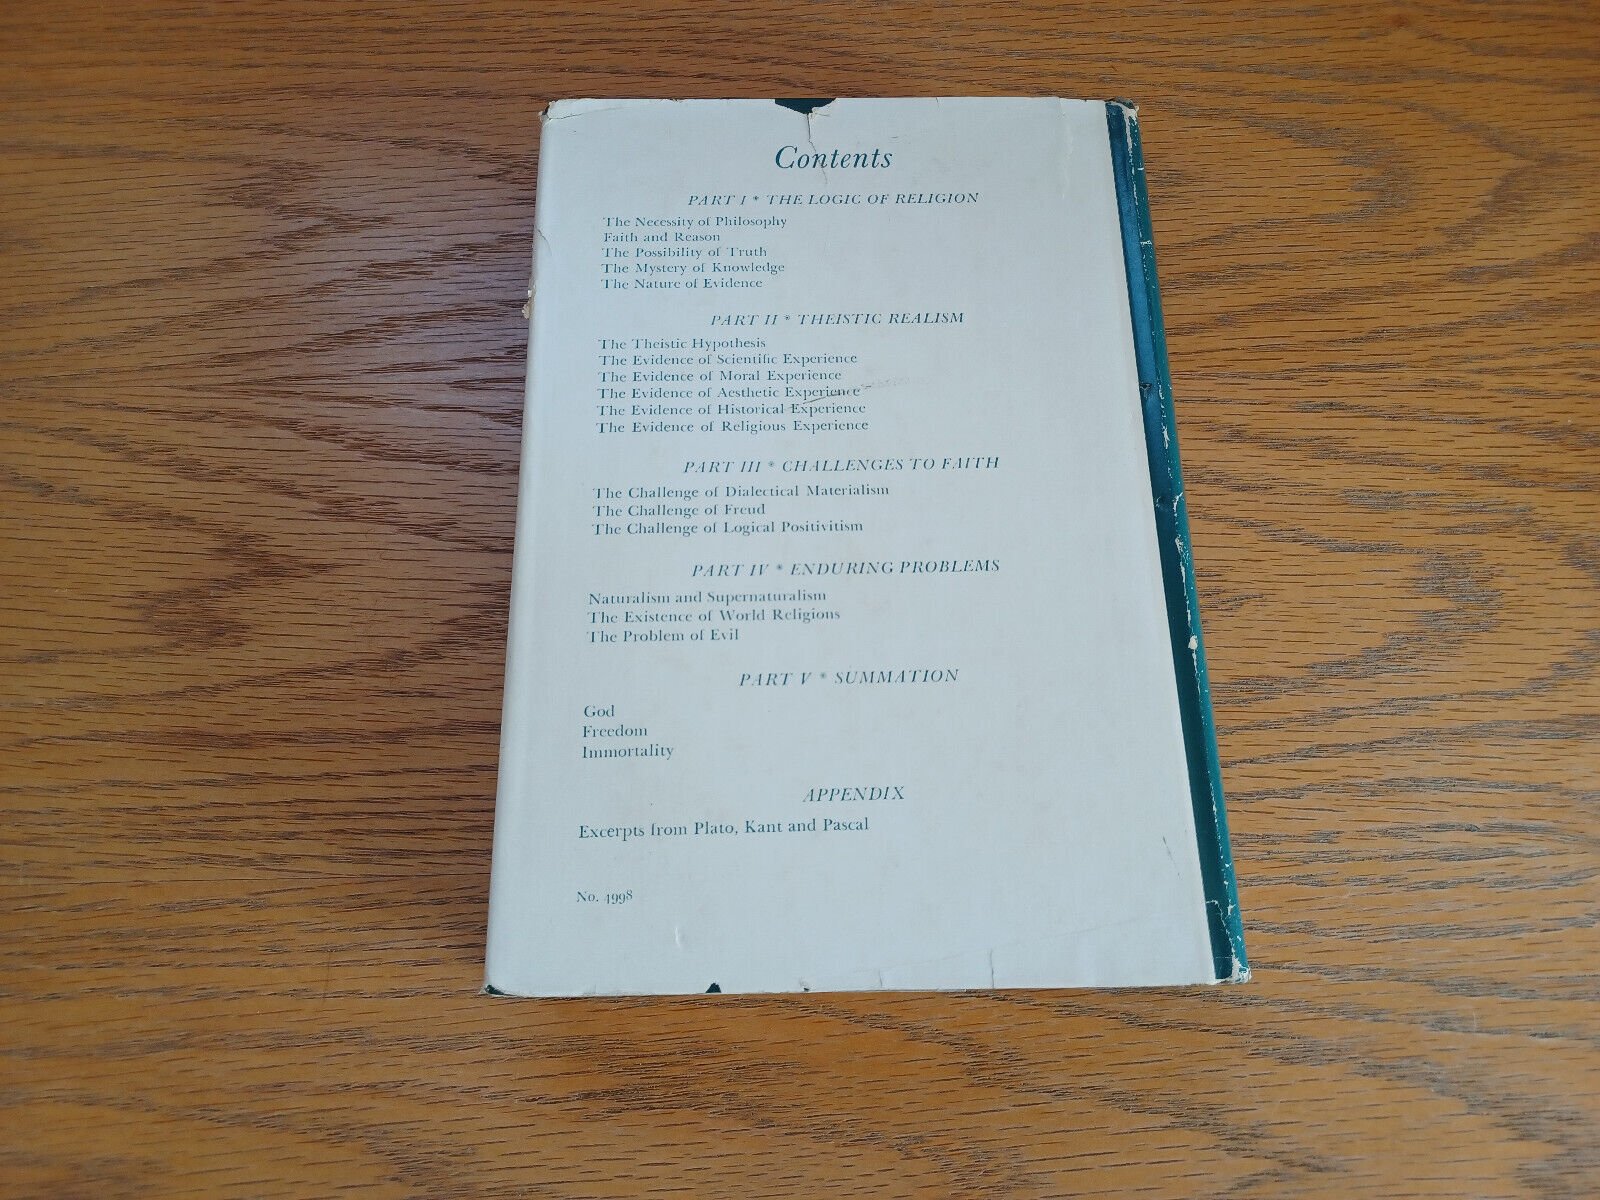 Contents
PART I * THE LOGIC OF RELIGION
The Necessity of Philosophy
Faith and Reason
The Possibility of Truth
The Mystery of Knowledge
The Nature of Evidence
PART II * THEISTIC REALISM
The Theistic Hypothesis
The Evidence of Scientific Experience
The Evidence of Moral Experience
The Evidence of Aesthetic Experience
The Evidence of Historical Experience
The Evidence of Religious Experience
PART III * CHALLENGES TO FAITH
The Challenge of Dialectical Materialism
The Challenge of Freud
The Challenge of Logical Positivitism
PART IV * ENDURING PROBLEMS
Naturalism and Supernaturalism
The Existence of World Religions
The Problem of Evil
PART V * SUMMATION
God
Freedom
Immortality
APPENDIX
Excerpts from Plato, Kant and Pascal
No. 4998